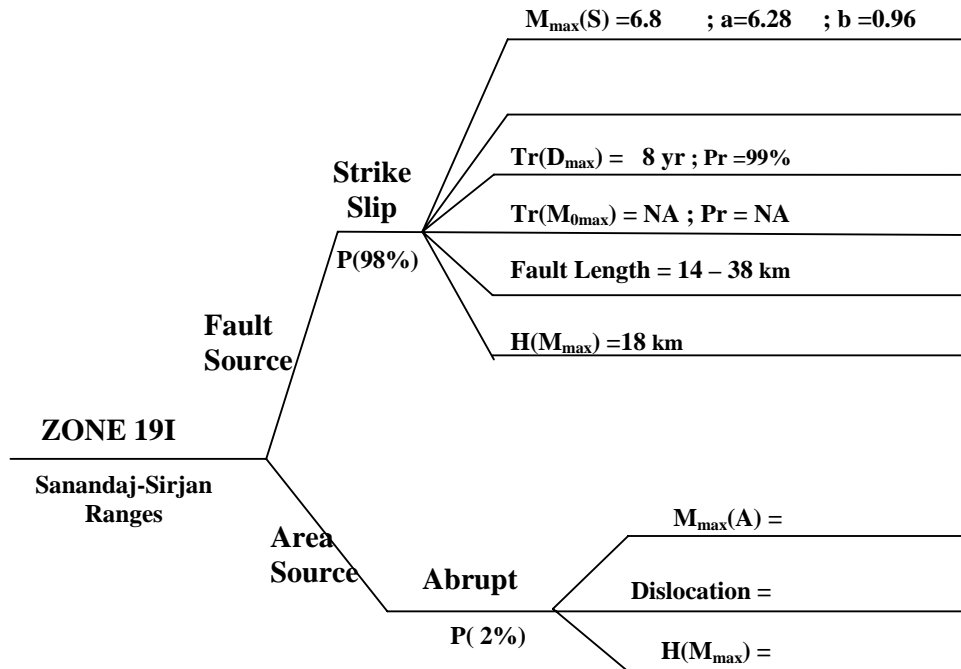 Mmax(S) =6.8 ; a=6.28 ; b =0.96
Tr(Dmax) = 8 yr ; Pr =99%
Strike
Slip
Tr(M0max) = NA ; Pr = NA
P(98%)
Fault Length = 14 – 38 km
Fault
Source
H(Mmax) =18 km
ZONE 19I
Sanandaj-Sirjan
Ranges
Area
Source
Mmax(A) =
Abrupt
Dislocation =
P( 2%)
H(Mmax) =